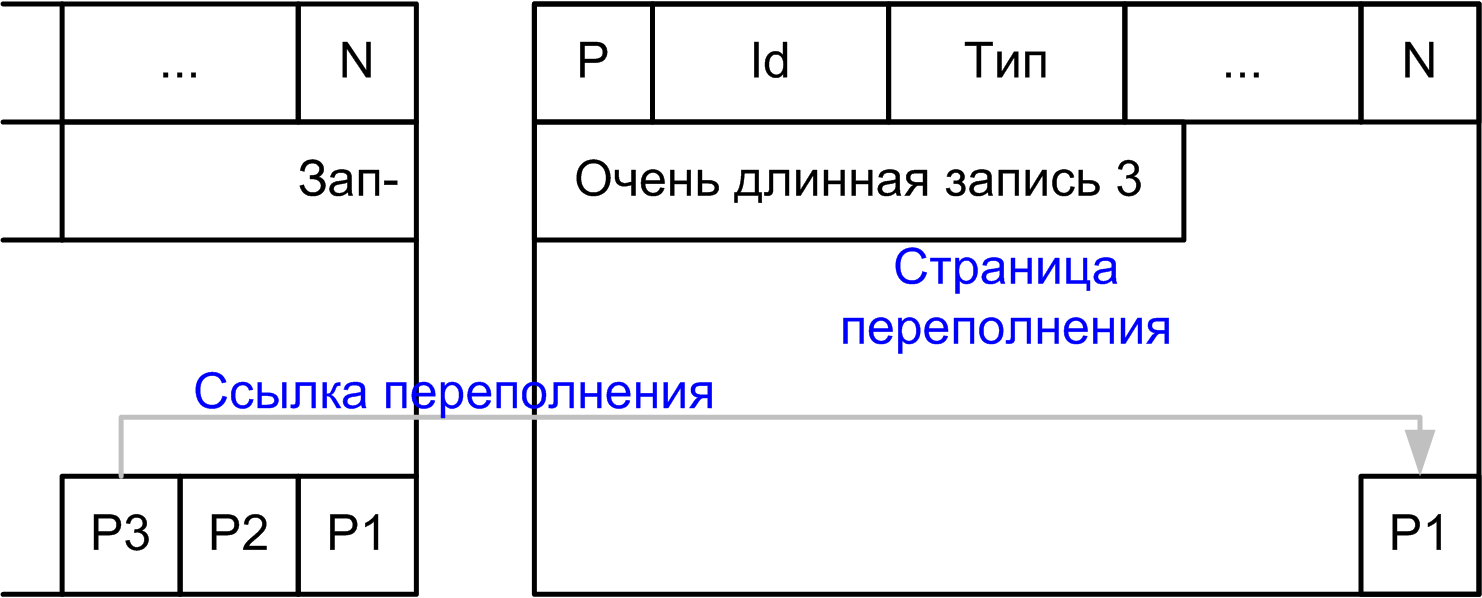 ... N P Id Тип ... N
Зап- Очень длинная запись 3
Страница
переполнения
Ссылка переполнения
P3 P2 P1 P1